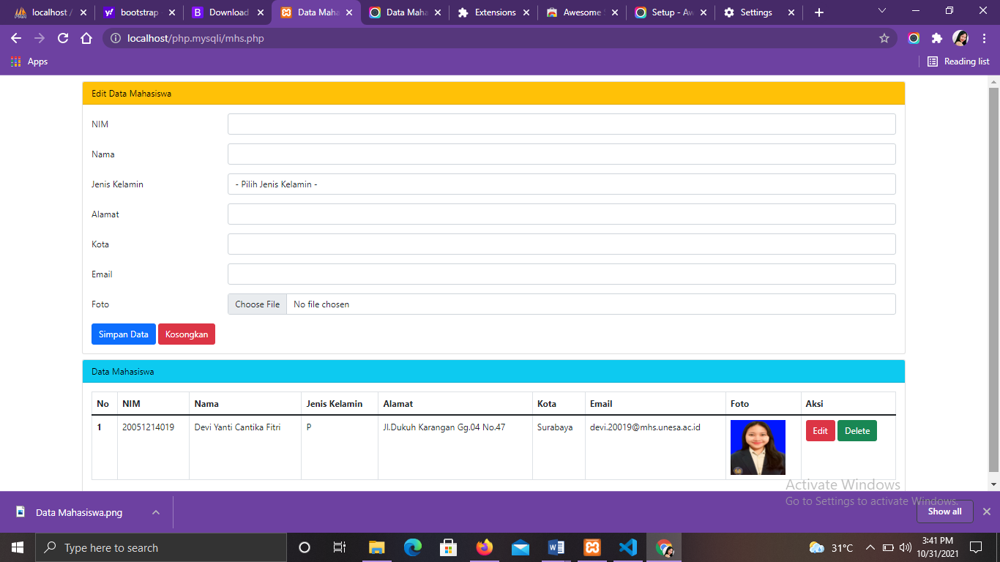 localhost /
bootstrap
Download
Data Maha
Data Maha
Extensions
Awesome
Setup - Aw
Settings
localhost/php.mysqli/mhs.php
Apps
Reading list
Edit Data Mahasiswa
NIM
Nama
Jenis Kelamin
- Pilih Jenis Kelamin -
Alamat
Kota
Email
Foto
Choose File No file chosen
Simpan Data Kosongkan
Data Mahasiswa
No NIM Nama Jenis Kelamin Alamat Kota Email Foto Aksi
1 20051214019 Devi Yanti Cantika Fitri P Jl.Dukuh Karangan Gg.04 No.47 Surabaya devi.20019@mhs.unesa.ac.id Edit Delete
Activate Windows
Go to Settings to activate Windows.
Data Mahasiswa.png
Show all
Type here to search
31°C
3:41 PM
10/31/2021